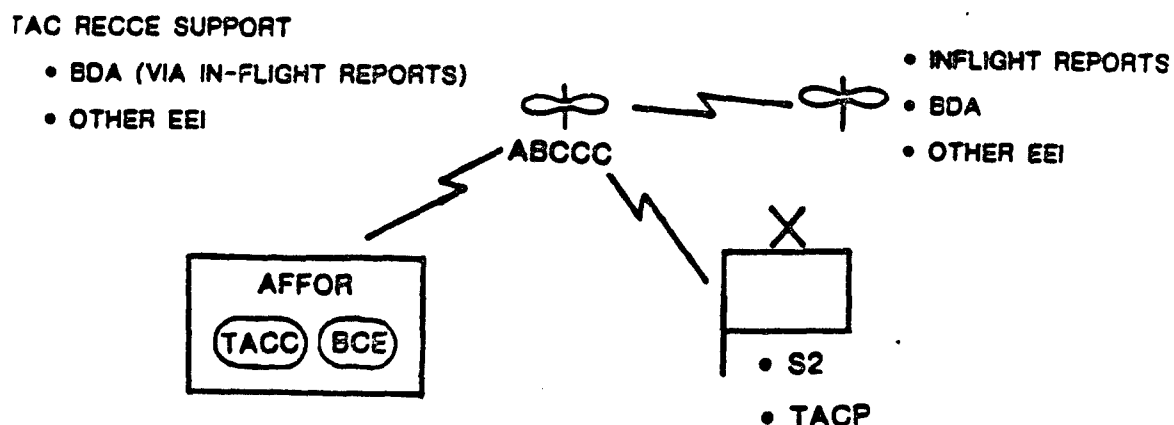 TAC RECCE SUPPORT
• BDA (VIA IN-FLIGHT REPORTS)
• OTHER EEI
• INFLIGHT REPORTS
• BDA
• OTHER EEI
ABCCC
AFFOR
TACC BCE
• S2
• TACP